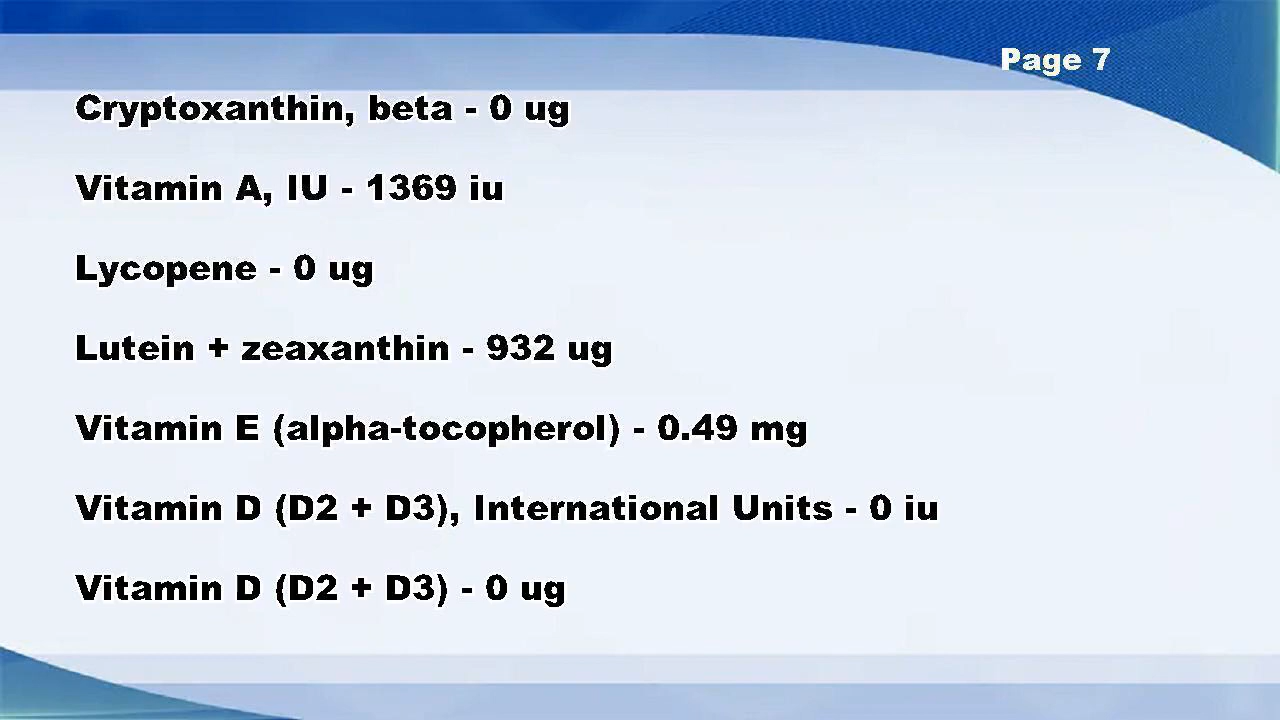 Page 7
Cryptoxanthin, beta - 0 ug
Vitamin A, IU - 1369 iu
Lycopene - 0 ug
Lutein + zeaxanthin - 932 ug
Vitamin E (alpha-tocopherol) - 0.49 mg
Vitamin D (D2 + D3), International Units - 0 iu
Vitamin D (D2 + D3) - 0 ug